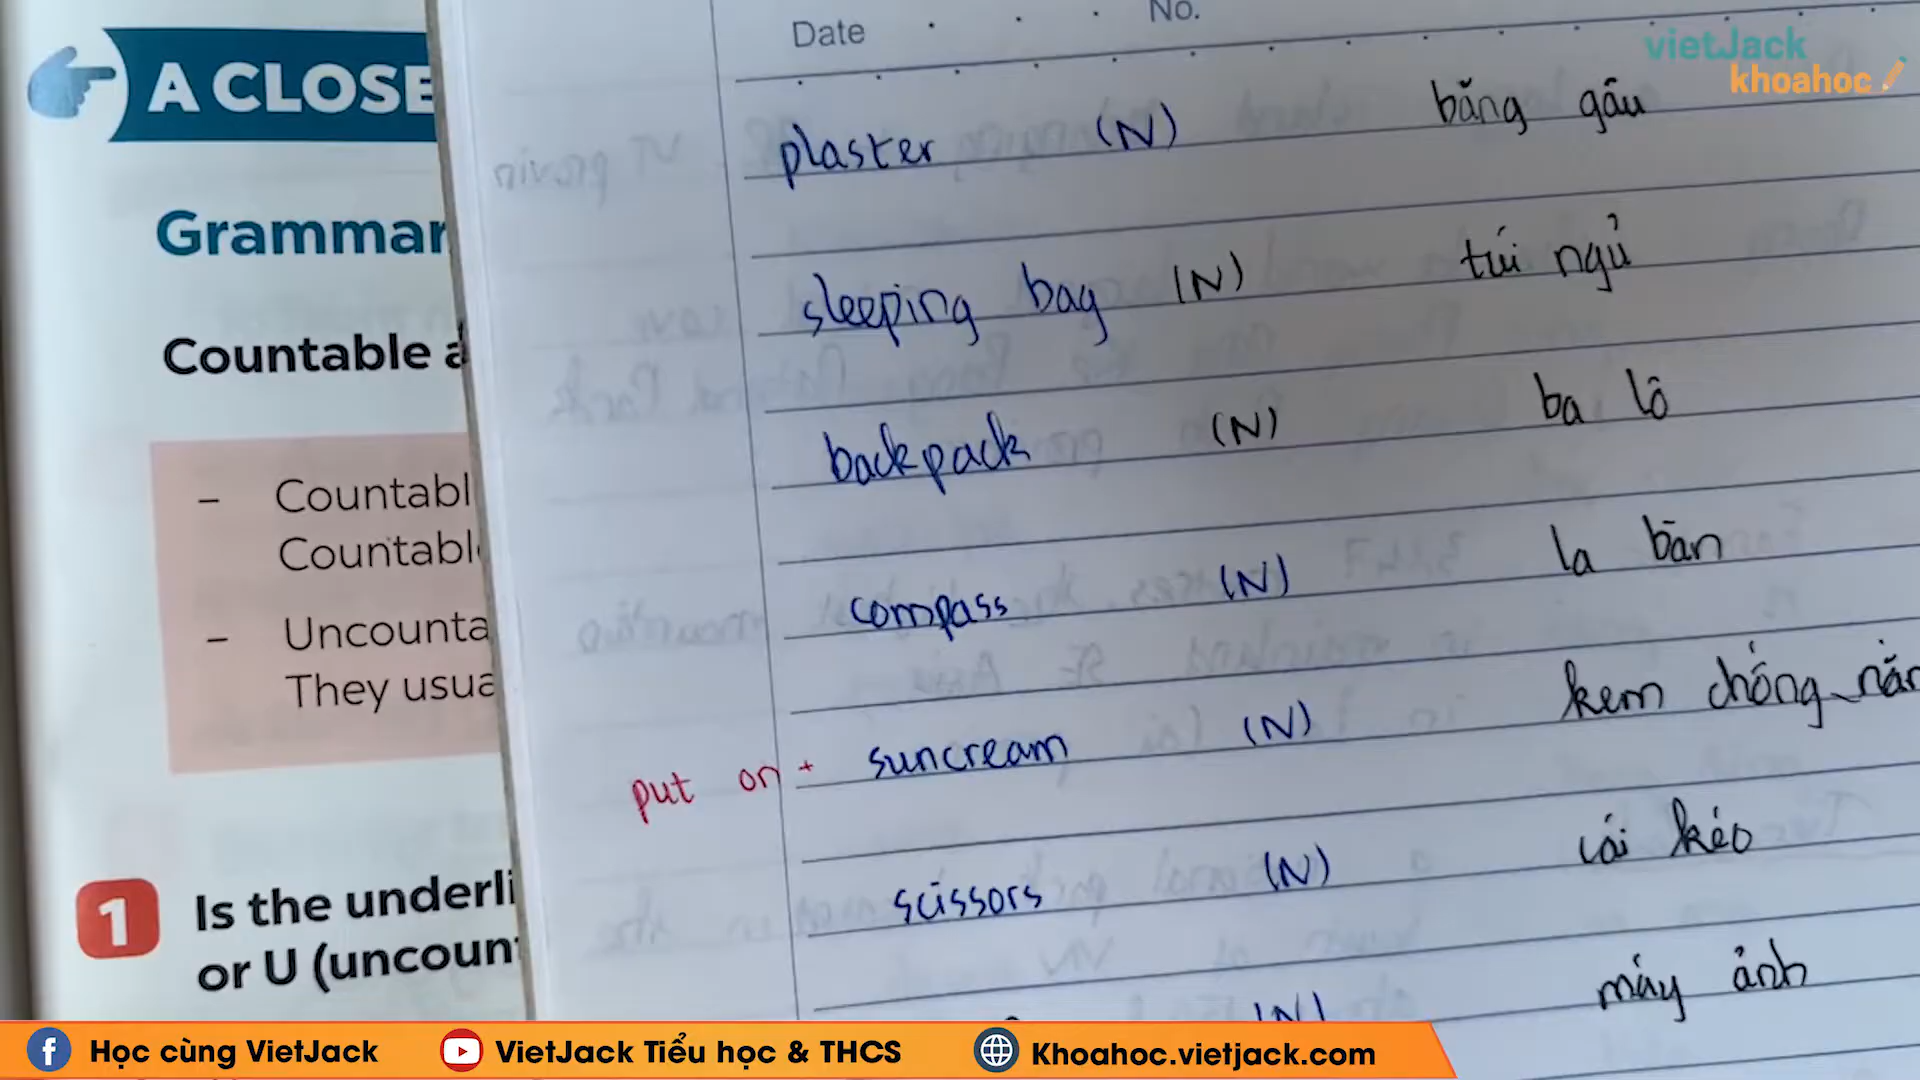 Date No.
vietJack
khoahoc
A CLOSE
Grammar
Countable a
- Countabl
Countabl
- Uncounta
They usua
1 Is the underli
or U (uncoun
plaster (N) băng gâu
sleeping bag (N) túi ngủ
backpack (N) ba lô
compass (N) la bàn
put on + suncream (N) kem chống nắn
scissors (N) cái kéo
(N) máy ảnh
Học cùng VietJack
VietJack Tiểu học & THCS
Khoahoc.vietjack.com